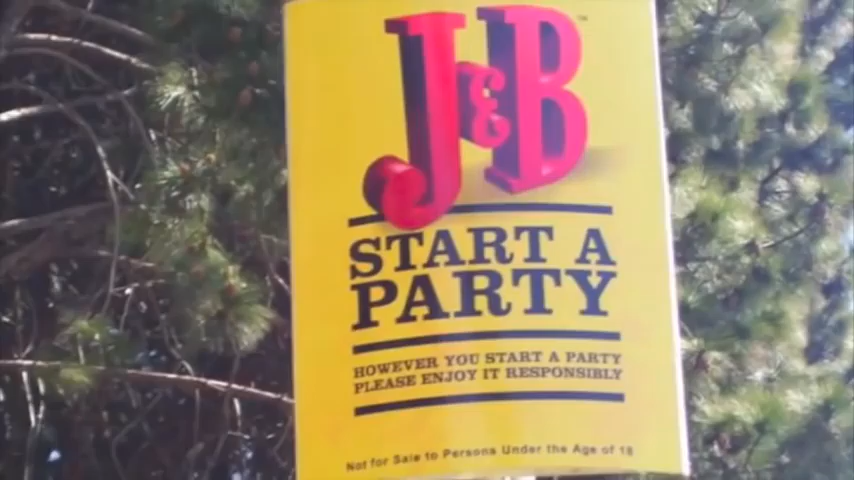 J&B™
START A
PARTY
HOWEVER YOU START A PARTY
PLEASE ENJOY IT RESPONSIBLY
Not for Sale to Persons Under the Age of 18